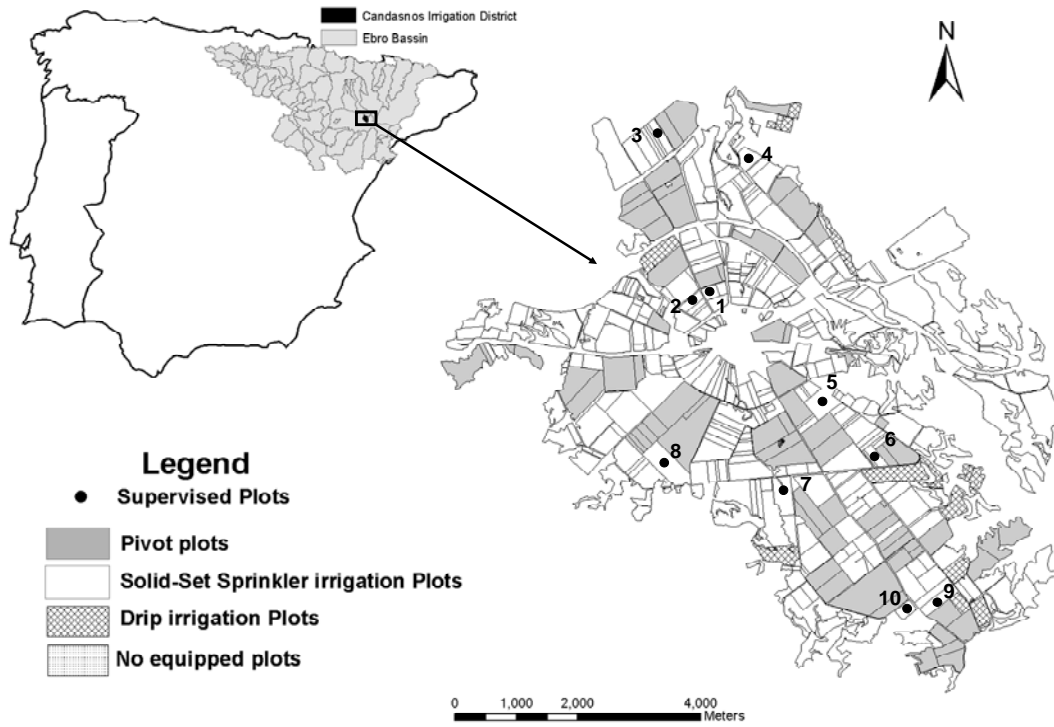 Candasnos Irrigation District
Ebro Bassin
N
3
4
2
1
5
6
8
7
10
9
Legend
Supervised Plots
Pivot plots
Solid-Set Sprinkler irrigation Plots
Drip irrigation Plots
No equipped plots
0 1,000 2,000 4,000
Meters